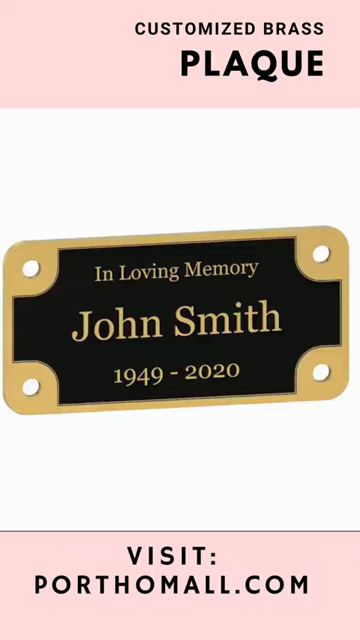 CUSTOMIZED BRASS
PLAQUE
In Loving Memory
John Smith
1949 - 2020
VISIT:
PORTHOMALL.COM